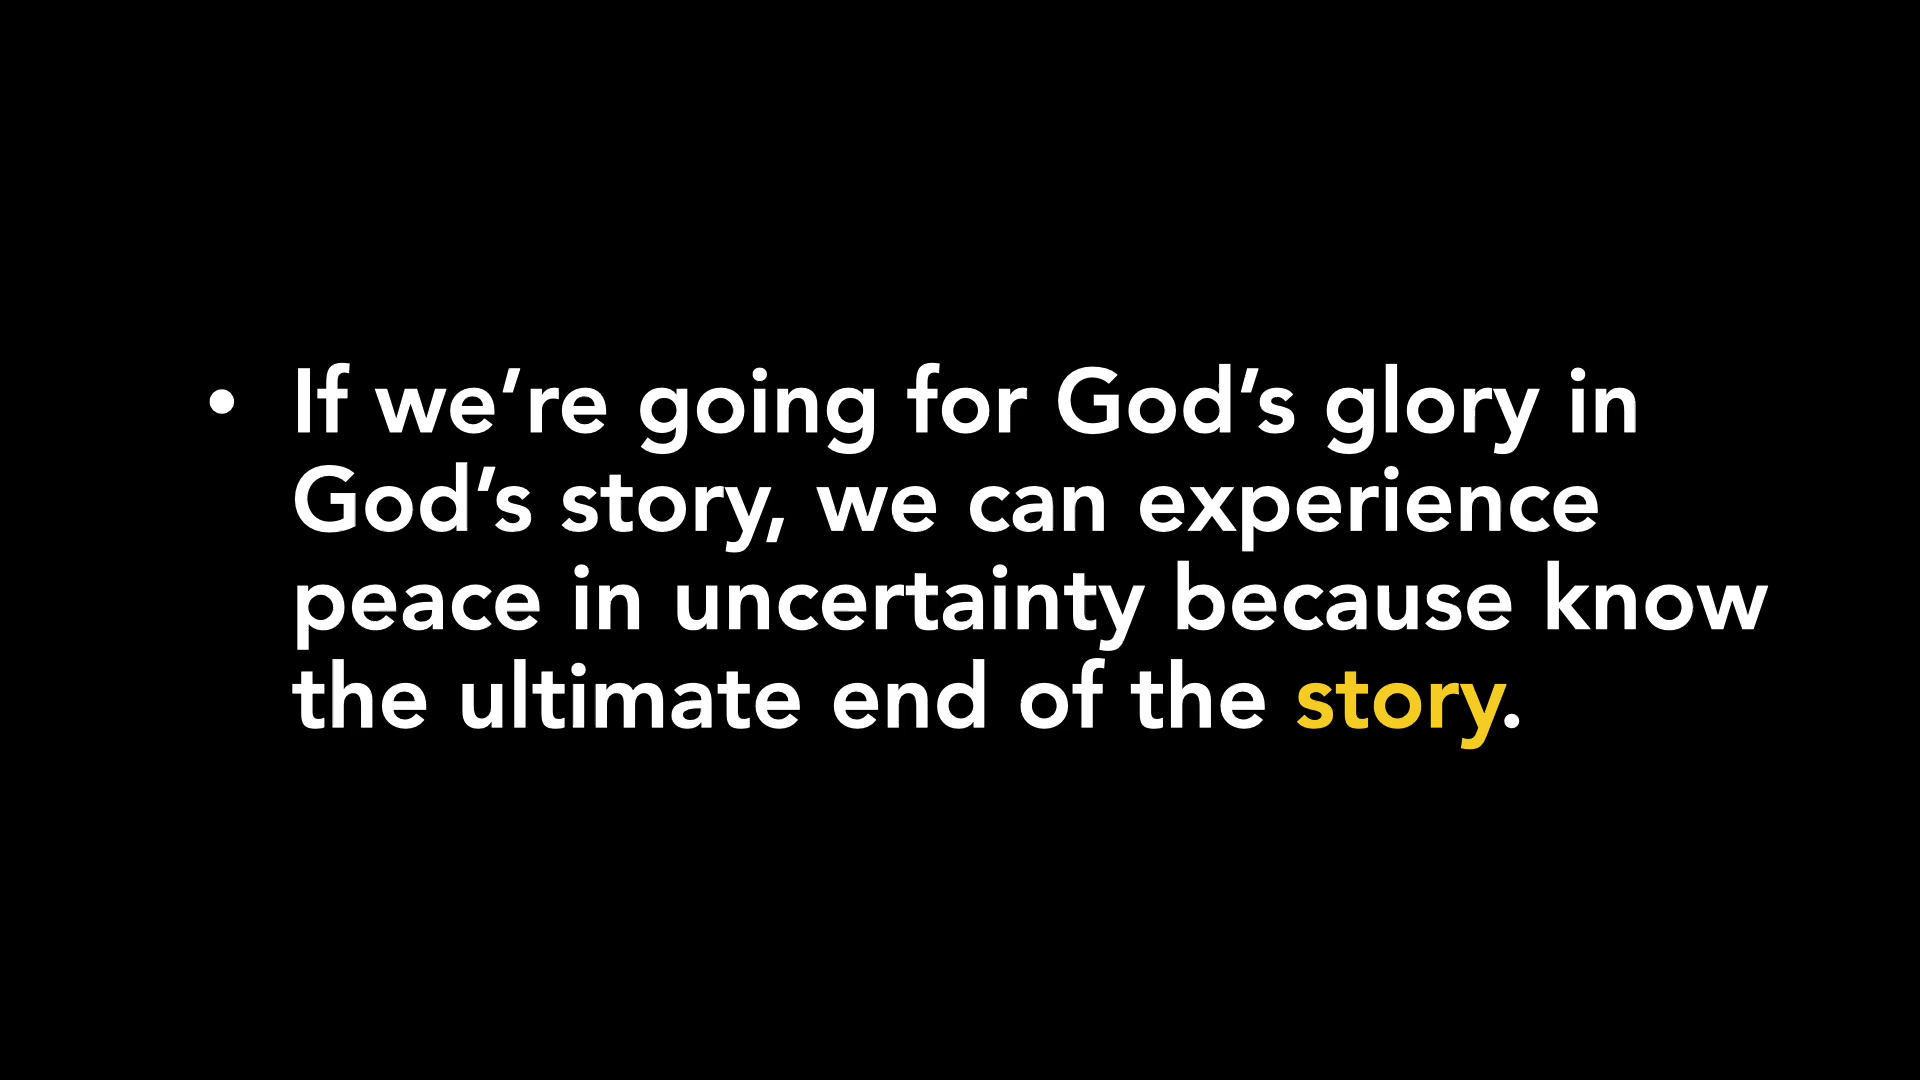 • If we’re going for God’s glory in
God’s story, we can experience
peace in uncertainty because know
the ultimate end of the story.